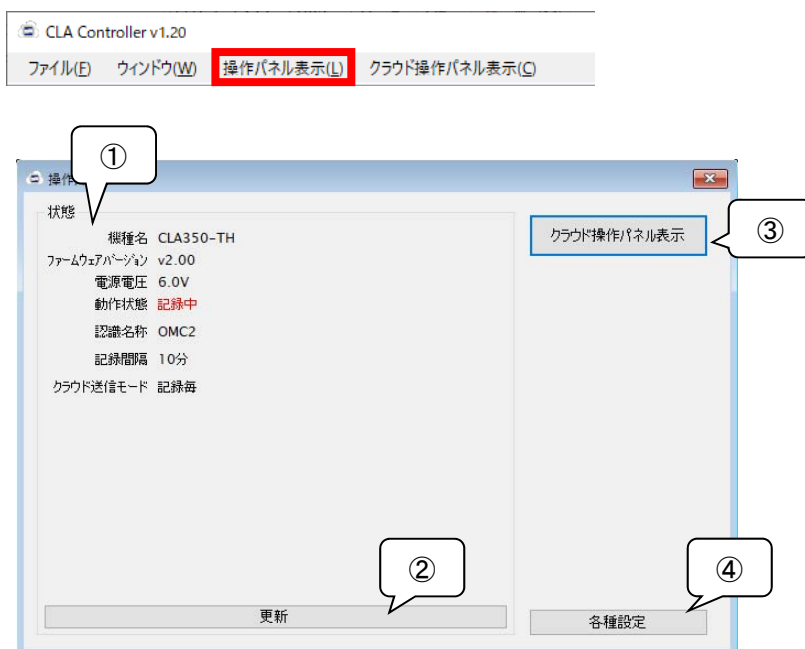 CLA Controller v1.20
ファイル(F) ウィンドウ(W) 操作パネル表示(L) クラウド操作パネル表示(C)
①
操作
状態
機種名 CLA350-TH
ファームウェアバージョン v2.00
電源電圧 6.0V
動作状態 記録中
認識名称 OMC2
記録間隔 10分
クラウド送信モード 記録毎
クラウド操作パネル表示
③
②
④
更新
各種設定